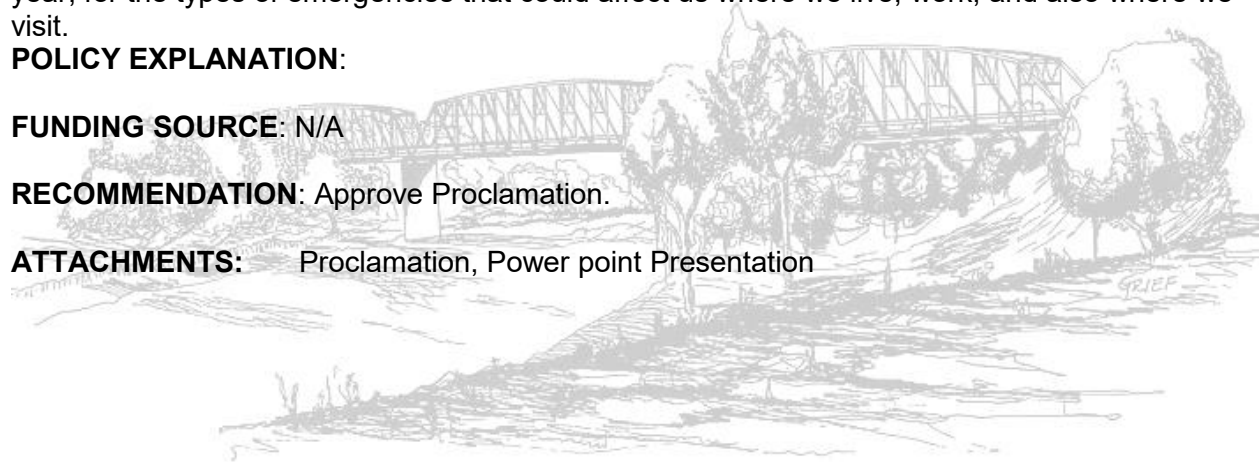 year, for the types of emergencies that could affect us where we live, work, and also where we
visit.
POLICY EXPLANATION:
FUNDING SOURCE: N/A
RECOMMENDATION: Approve Proclamation.
ATTACHMENTS: Proclamation, Power point Presentation
GRIEF